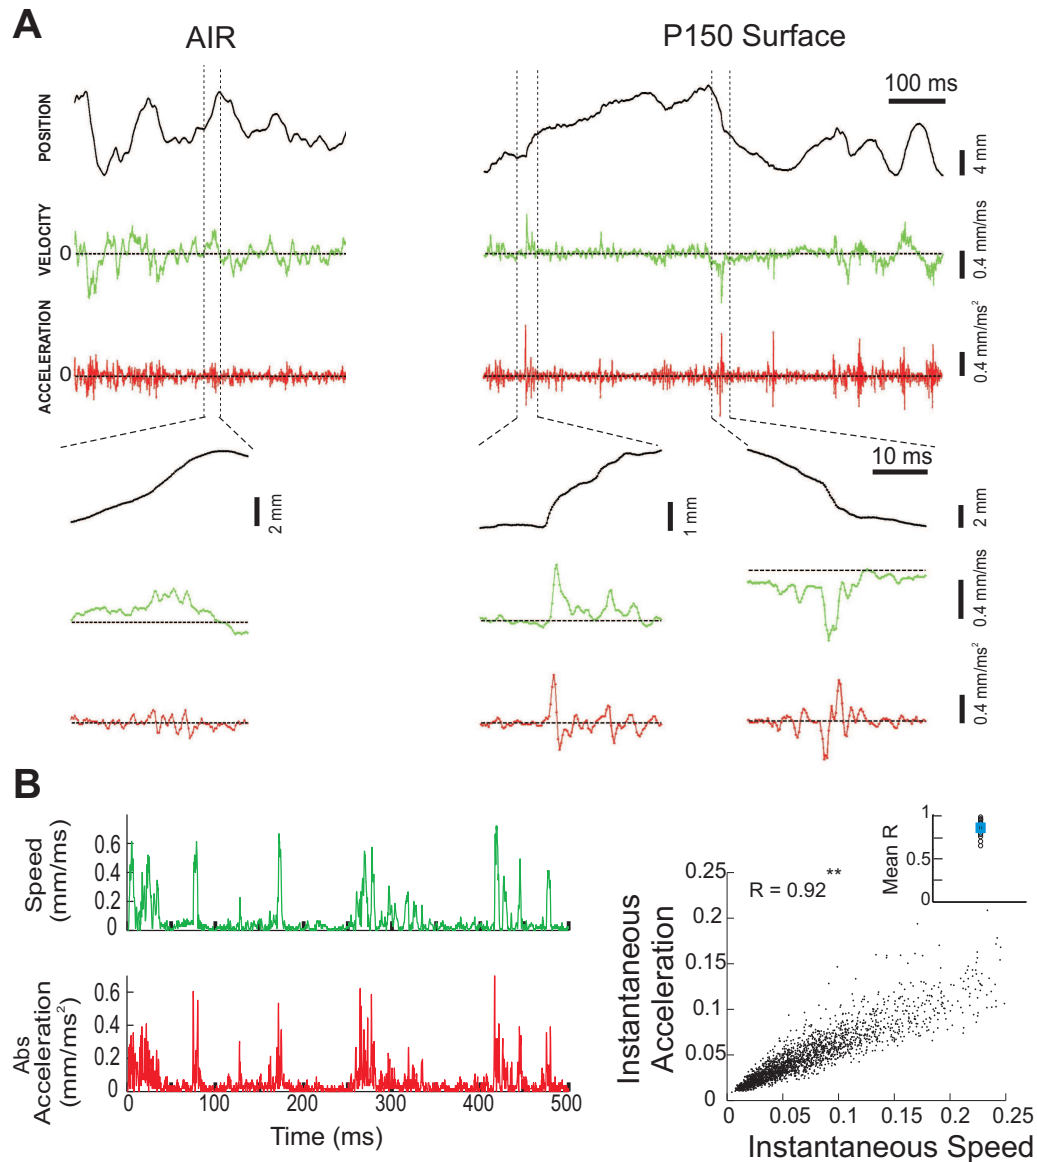 A
AIR
P150 Surface
100 ms
POSITION
4 mm
VELOCITY
0
0.4 mm/ms
ACCELERATION
0
0.4 mm/ms²
10 ms
2 mm
1 mm
2 mm
0.4 mm/ms
0.4 mm/ms²
B
Speed
(mm/ms)
0.6
0.4
0.2
0
Abs
Acceleration
(mm/ms²)
0.6
0.4
0.2
0
0
100
200
300
400
500
Time (ms)
Mean R
1
0.5
0
R = 0.92**
Instantaneous
Acceleration
0.25
0.2
0.15
0.1
0.05
0
0
0.05
0.1
0.15
0.2
0.25
Instantaneous Speed